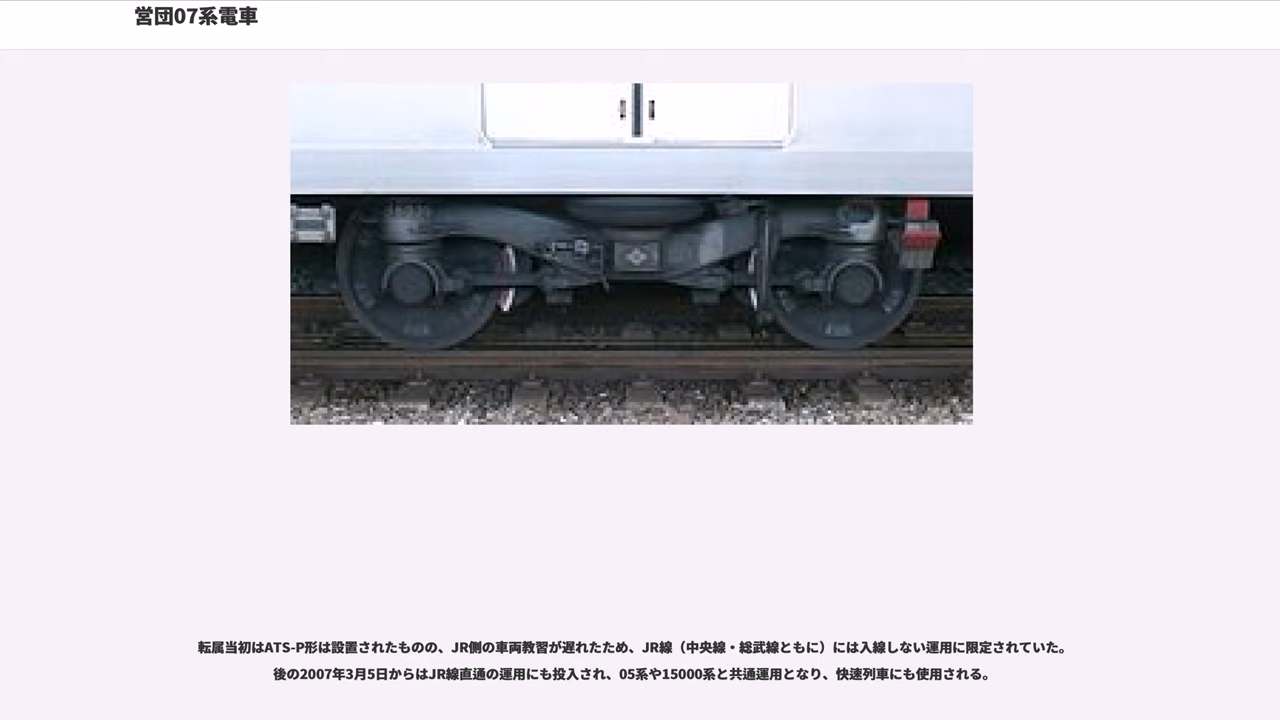 営団07系電車
転属当初はATS-P形は設置されたものの、JR側の車両教習が遅れたため、JR線（中央線・総武線ともに）には入線しない運用に限定されていた。
後の2007年3月5日からはJR線直通の運用にも投入され、05系や15000系と共通運用となり、快速列車にも使用される。